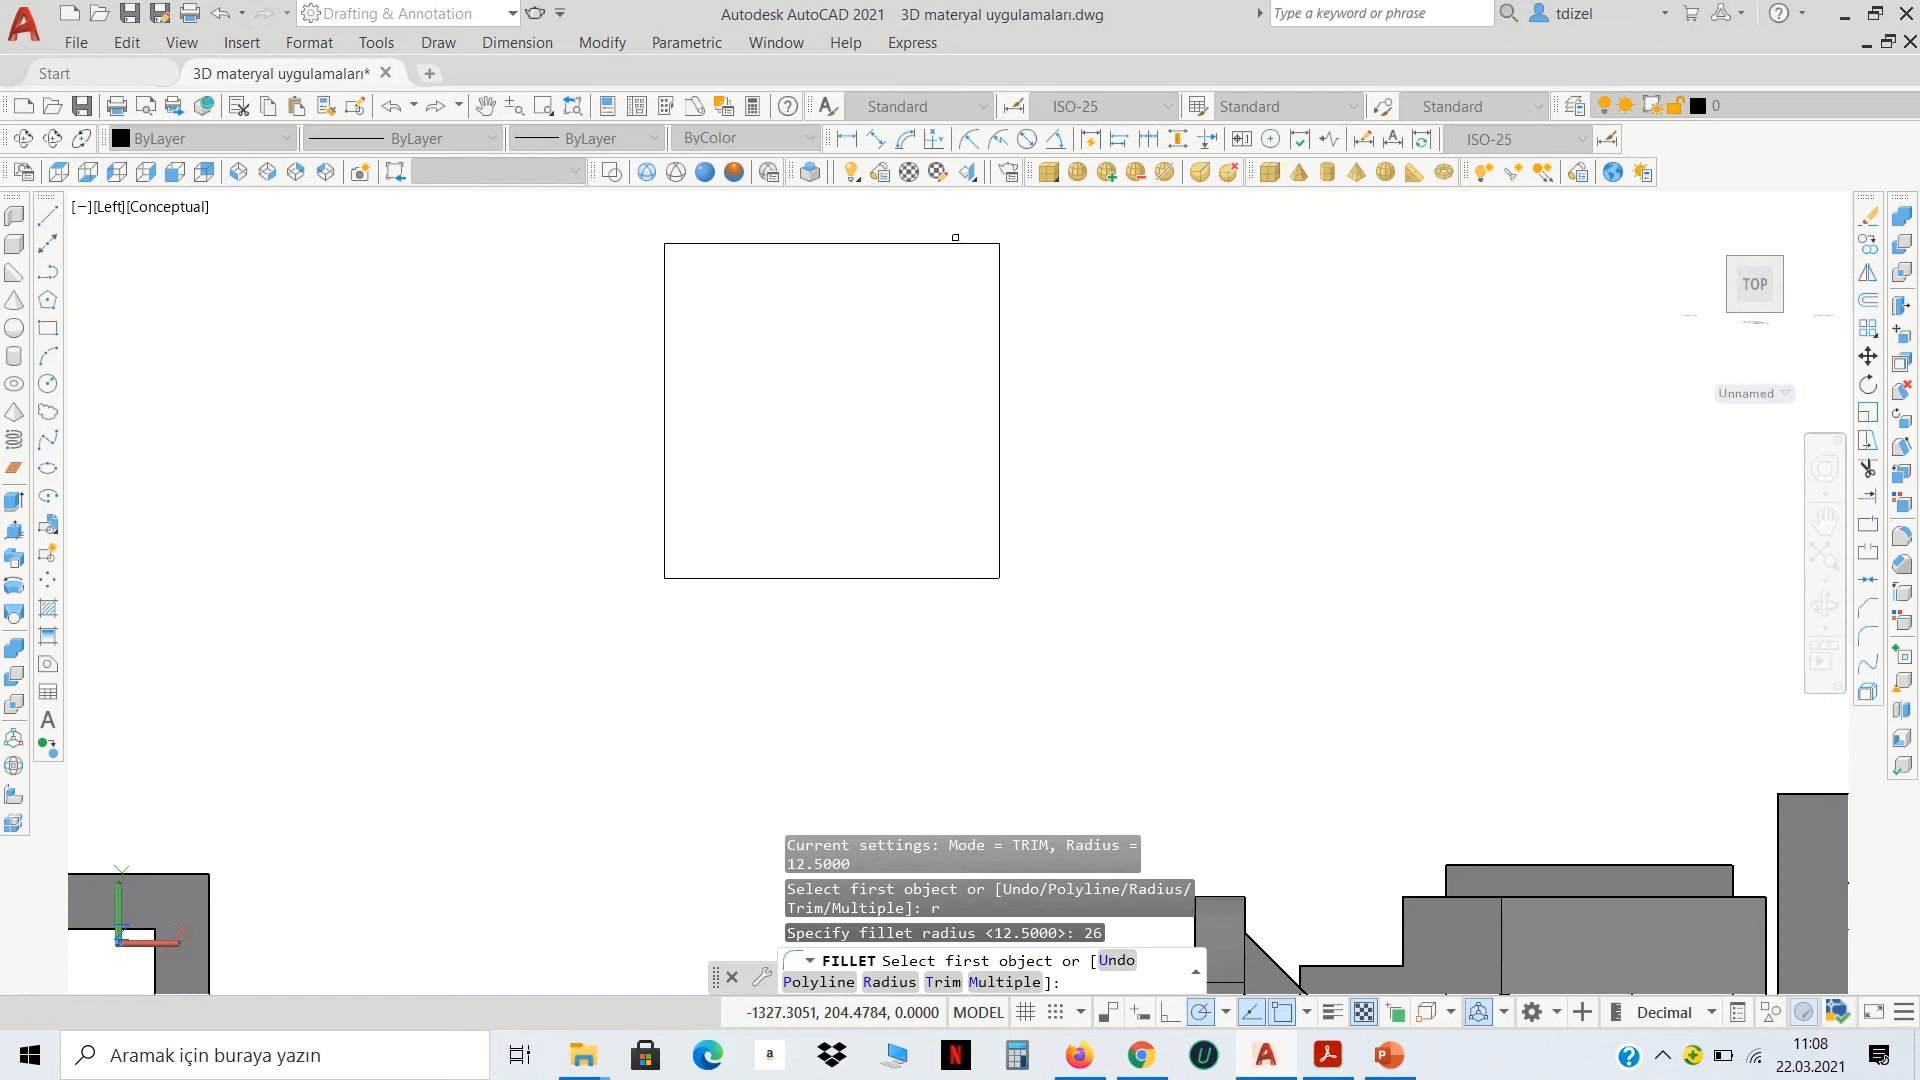 Drafting & Annotation
Autodesk AutoCAD 2021 3D materyal uygulamaları.dwg
Type a keyword or phrase
tdizel
File Edit View Insert Format Tools Draw Dimension Modify Parametric Window Help Express
Start
3D materyal uygulamaları*
Standard
ISO-25
Standard
Standard
0
ByLayer
ByLayer
ByLayer
ByColor
ISO-25
[−][Left][Conceptual]
TOP
Unnamed
Y
X
Current settings: Mode = TRIM, Radius =
12.5000
Select first object or [Undo/Polyline/Radius/
Trim/Multiple]: r
Specify fillet radius <12.5000>: 26
FILLET Select first object or [Undo
Polyline Radius Trim Multiple]:
-1327.3051, 204.4784, 0.0000 MODEL
Decimal
Aramak için buraya yazın
11:08
22.03.2021